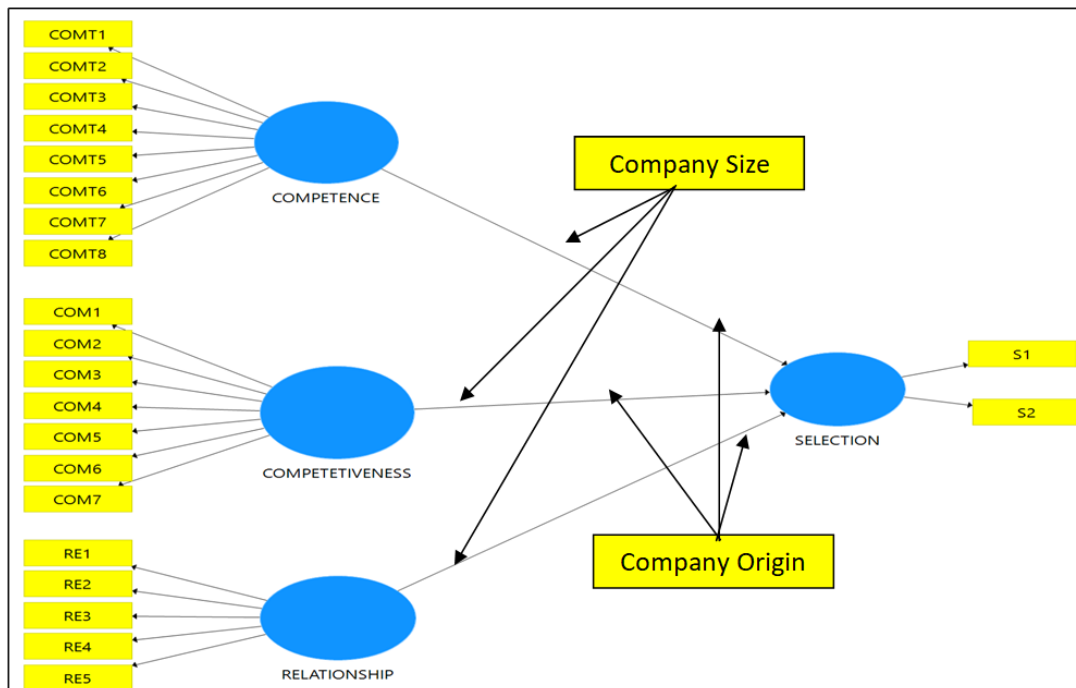 COMT1
COMT2
COMT3
COMT4
COMT5
COMT6
COMT7
COMT8
COMPETENCE
Company Size
COM1
COM2
COM3
COM4
COM5
COM6
COM7
COMPETETIVENESS
S1
S2
SELECTION
Company Origin
RE1
RE2
RE3
RE4
RE5
RELATIONSHIP